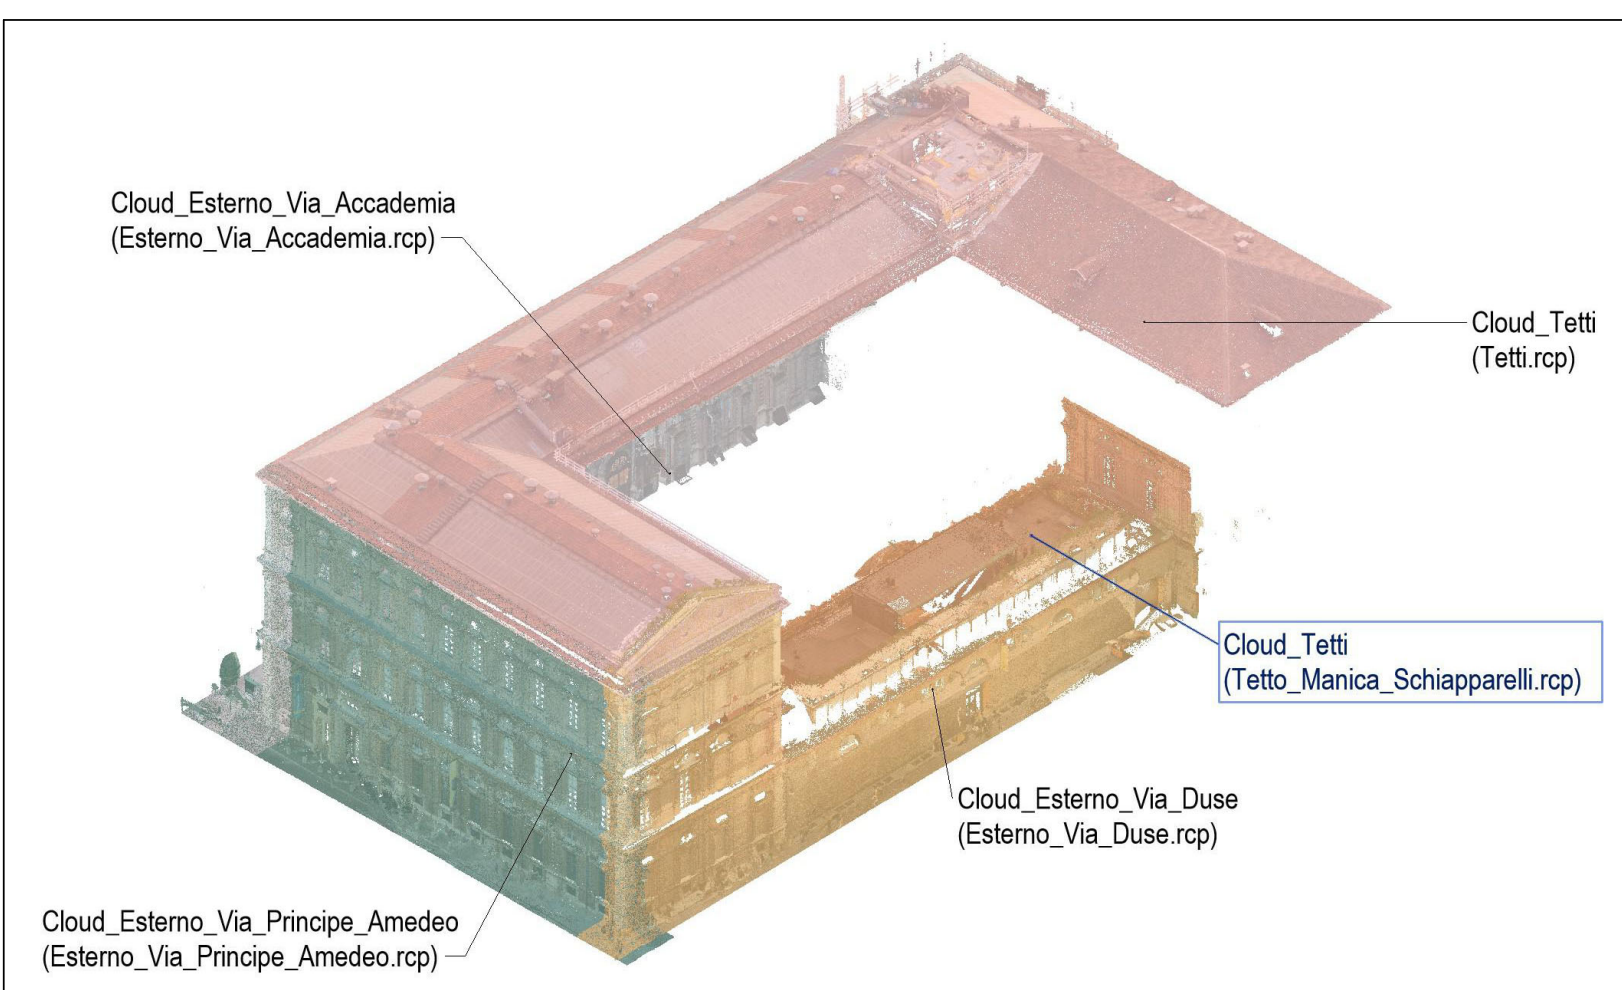 Cloud_Esterno_Via_Accademia
(Esterno_Via_Accademia.rcp)
Cloud_Tetti
(Tetti.rcp)
Cloud_Tetti
(Tetto_Manica_Schiapparelli.rcp)
Cloud_Esterno_Via_Duse
(Esterno_Via_Duse.rcp)
Cloud_Esterno_Via_Principe_Amedeo
(Esterno_Via_Principe_Amedeo.rcp)